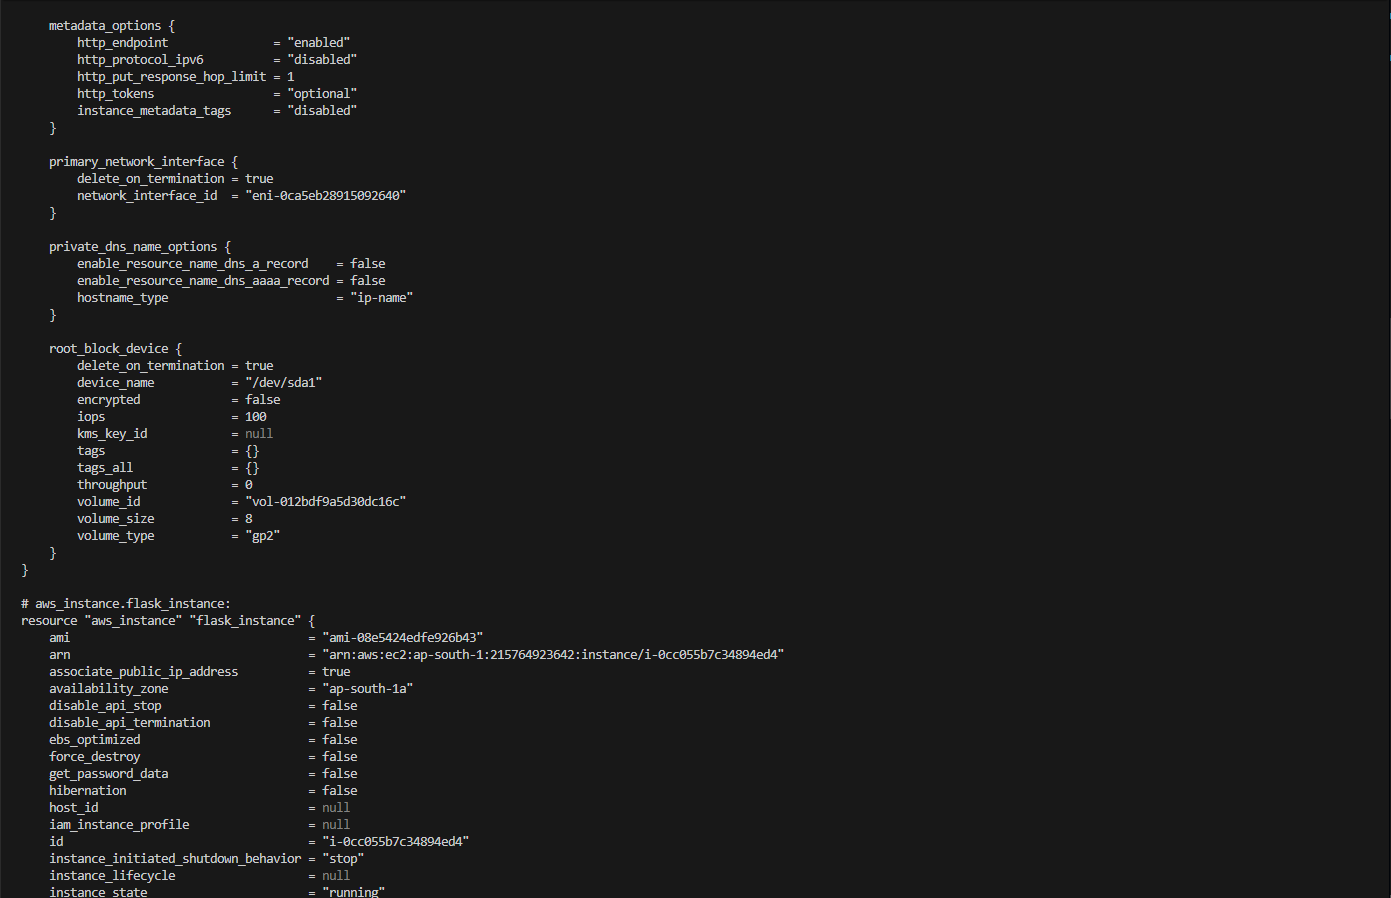 metadata_options {
http_endpoint = "enabled"
http_protocol_ipv6 = "disabled"
http_put_response_hop_limit = 1
http_tokens = "optional"
instance_metadata_tags = "disabled"
}
primary_network_interface {
delete_on_termination = true
network_interface_id = "eni-0ca5eb28915092640"
}
private_dns_name_options {
enable_resource_name_dns_a_record = false
enable_resource_name_dns_aaaa_record = false
hostname_type = "ip-name"
}
root_block_device {
delete_on_termination = true
device_name = "/dev/sda1"
encrypted = false
iops = 100
kms_key_id = null
tags = {}
tags_all = {}
throughput = 0
volume_id = "vol-012bdf9a5d30dc16c"
volume_size = 8
volume_type = "gp2"
}
}
# aws_instance.flask_instance:
resource "aws_instance" "flask_instance" {
ami = "ami-08e5424edfe926b43"
arn = "arn:aws:ec2:ap-south-1:215764923642:instance/i-0cc055b7c34894ed4"
associate_public_ip_address = true
availability_zone = "ap-south-1a"
disable_api_stop = false
disable_api_termination = false
ebs_optimized = false
force_destroy = false
get_password_data = false
hibernation = false
host_id = null
iam_instance_profile = null
id = "i-0cc055b7c34894ed4"
instance_initiated_shutdown_behavior = "stop"
instance_lifecycle = null
instance_state = "running"